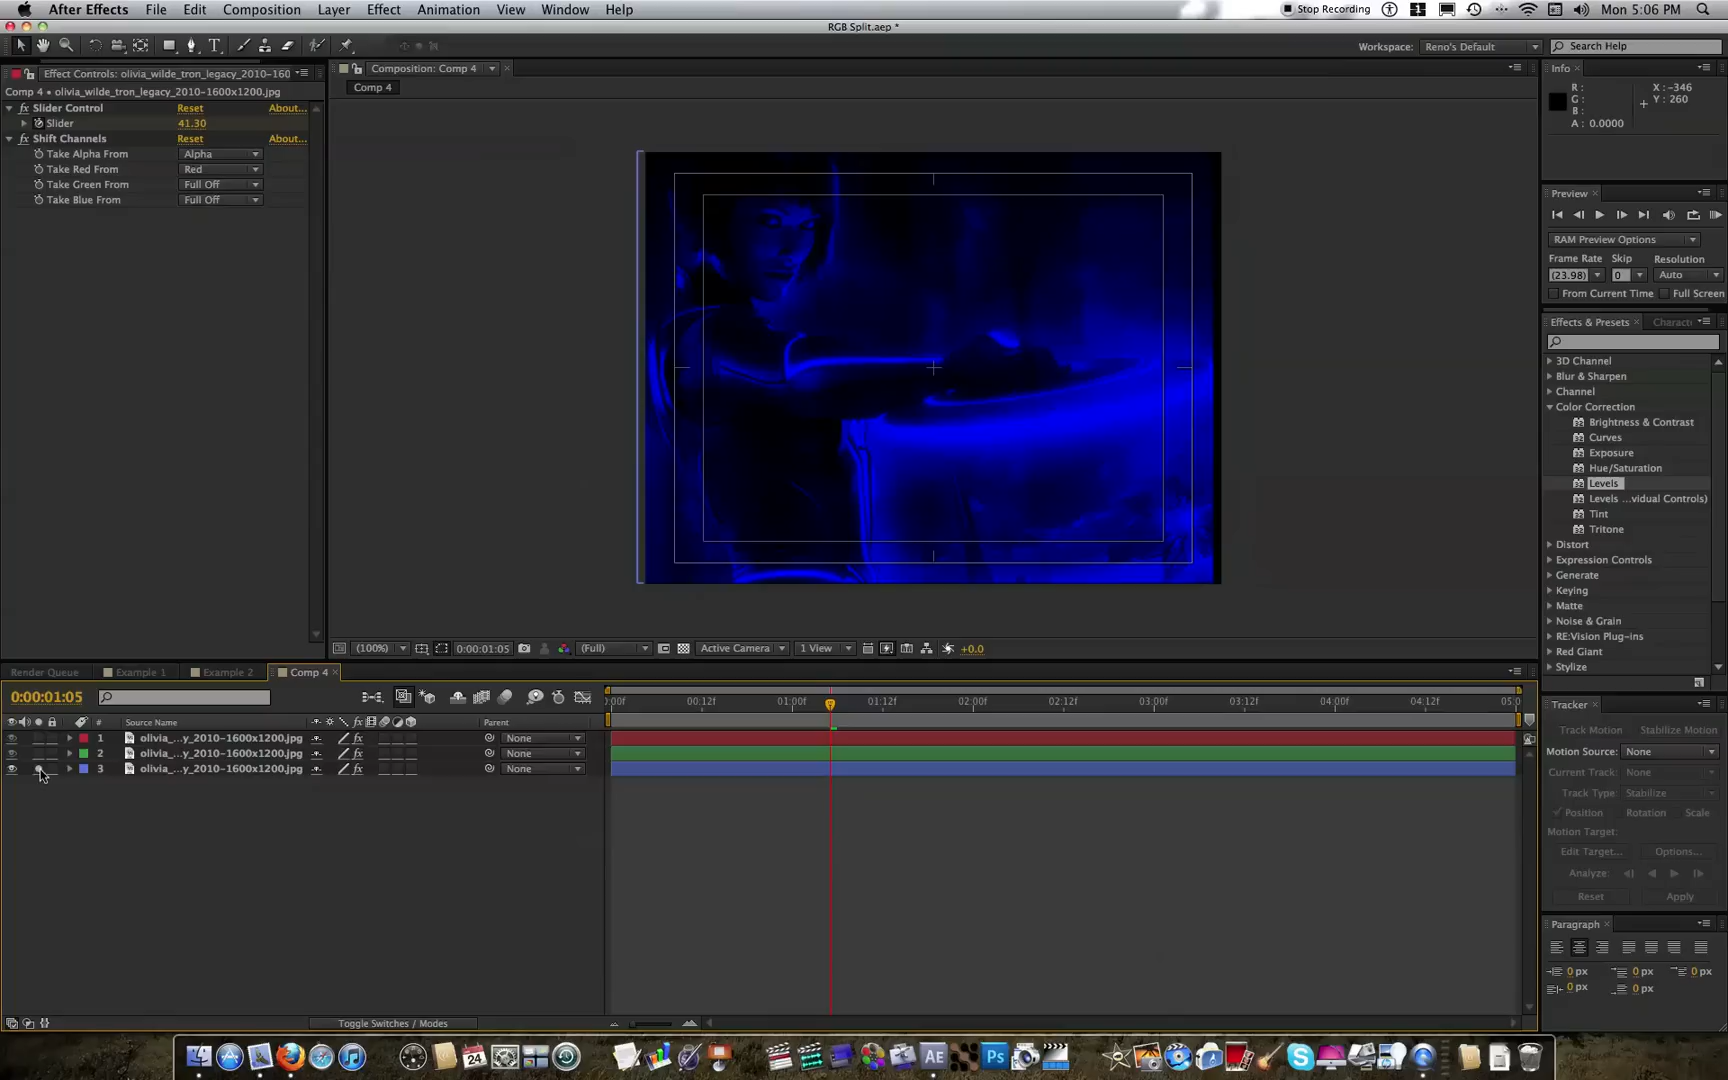 After Effects File Edit Composition Layer Effect Animation View Window Help
Stop Recording Mon 5:06 PM
RGB Split.aep *
Workspace: Reno's Default Search Help
Effect Controls: olivia_wilde_tron_legacy_2010-160
Comp 4 • olivia_wilde_tron_legacy_2010-1600x1200.jpg
Slider Control Reset About...
Slider 41.30
Shift Channels Reset About...
Take Alpha From Alpha
Take Red From Red
Take Green From Full Off
Take Blue From Full Off
Composition: Comp 4
Comp 4
(100%) 0:00:01:05 (Full) Active Camera 1 View +0.0
Info
R: X: -346
G: Y: 260
B:
A: 0.0000
Preview
RAM Preview Options
Frame Rate Skip Resolution
(23.98) 0 Auto
From Current Time Full Screen
Effects & Presets Charact
3D Channel
Blur & Sharpen
Channel
Color Correction
Brightness & Contrast
Curves
Exposure
Hue/Saturation
Levels
Levels ...vidual Controls)
Tint
Tritone
Distort
Expression Controls
Generate
Keying
Matte
Noise & Grain
RE:Vision Plug-ins
Red Giant
Stylize
Render Queue Example 1 Example 2 Comp 4
0:00:01:05
:00f 00:12f 01:00f 01:12f 02:00f 02:12f 03:00f 03:12f 04:00f 04:12f 05:0
# Source Name Parent
1 olivia_...y_2010-1600x1200.jpg None
2 olivia_...y_2010-1600x1200.jpg None
3 olivia_...y_2010-1600x1200.jpg None
Toggle Switches / Modes
Tracker
Track Motion Stabilize Motion
Motion Source: None
Current Track: None
Track Type: Stabilize
Position Rotation Scale
Motion Target:
Edit Target... Options...
Analyze:
Reset Apply
Paragraph
0 px 0 px 0 px
0 px 0 px
24
Ae Ps